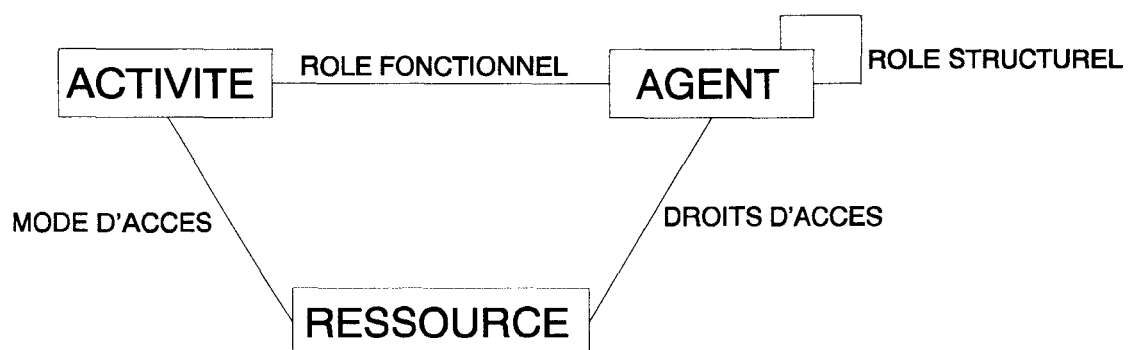 ROLE STRUCTUREL
ACTIVITE
ROLE FONCTIONNEL
AGENT
MODE D'ACCES
DROITS D'ACCES
RESSOURCE